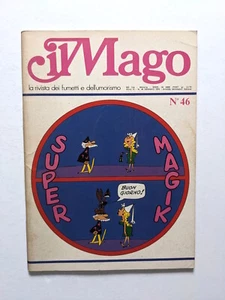 il Mago
la rivista dei fumetti e dell'umorismo
N° 46
SUPER
MAGIK
BUON
GIORNO!